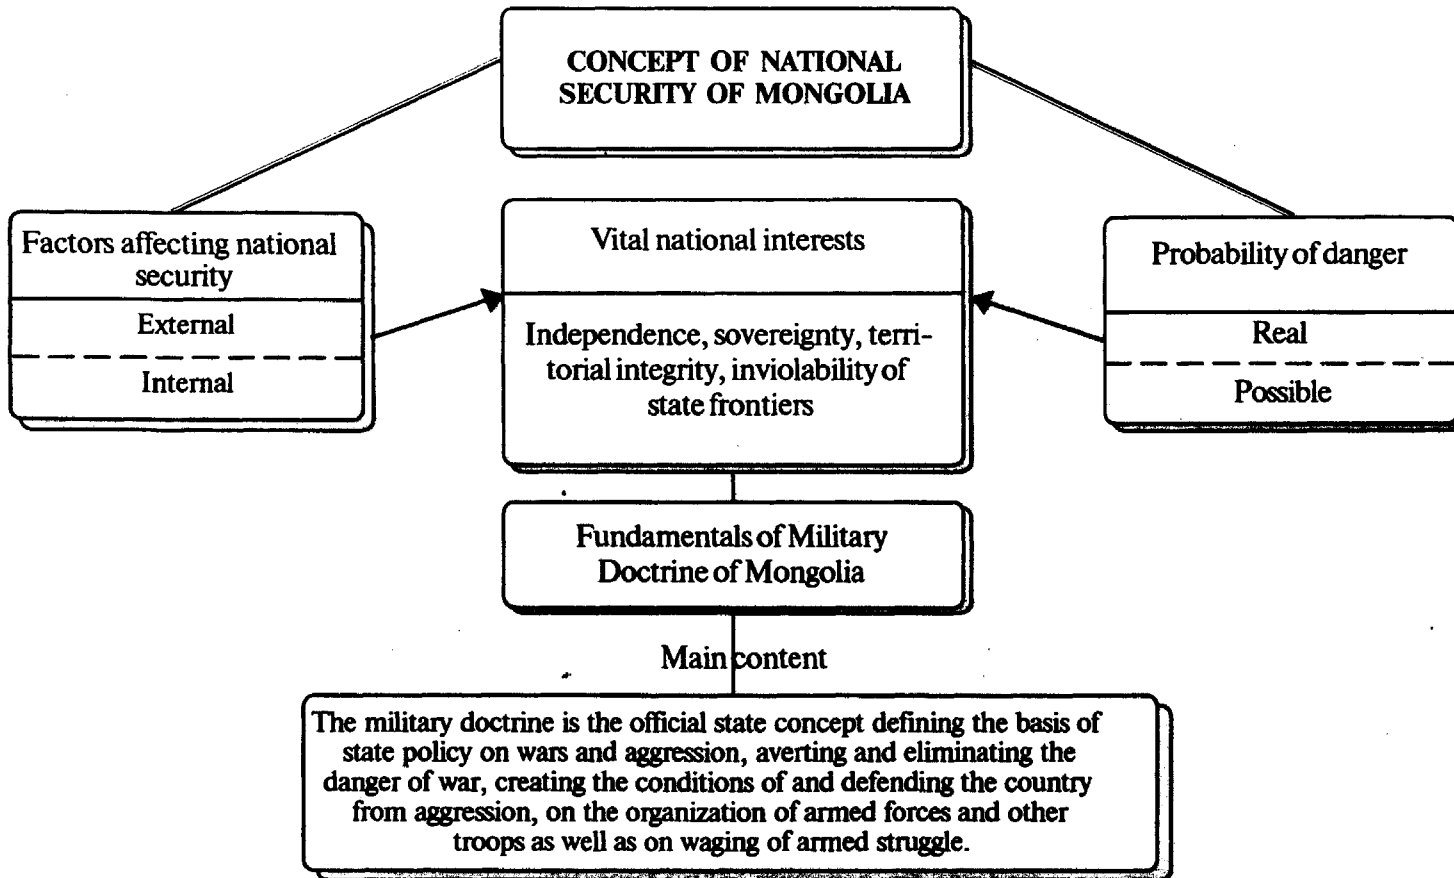 CONCEPT OF NATIONAL
SECURITY OF MONGOLIA
Factors affecting national
security
External
Internal
Vital national interests
Independence, sovereignty, terri-
torial integrity, inviolability of
state frontiers
Probability of danger
Real
Possible
Fundamentals of Military
Doctrine of Mongolia
Main content
The military doctrine is the official state concept defining the basis of
state policy on wars and aggression, averting and eliminating the
danger of war, creating the conditions of and defending the country
from aggression, on the organization of armed forces and other
troops as well as on waging of armed struggle.